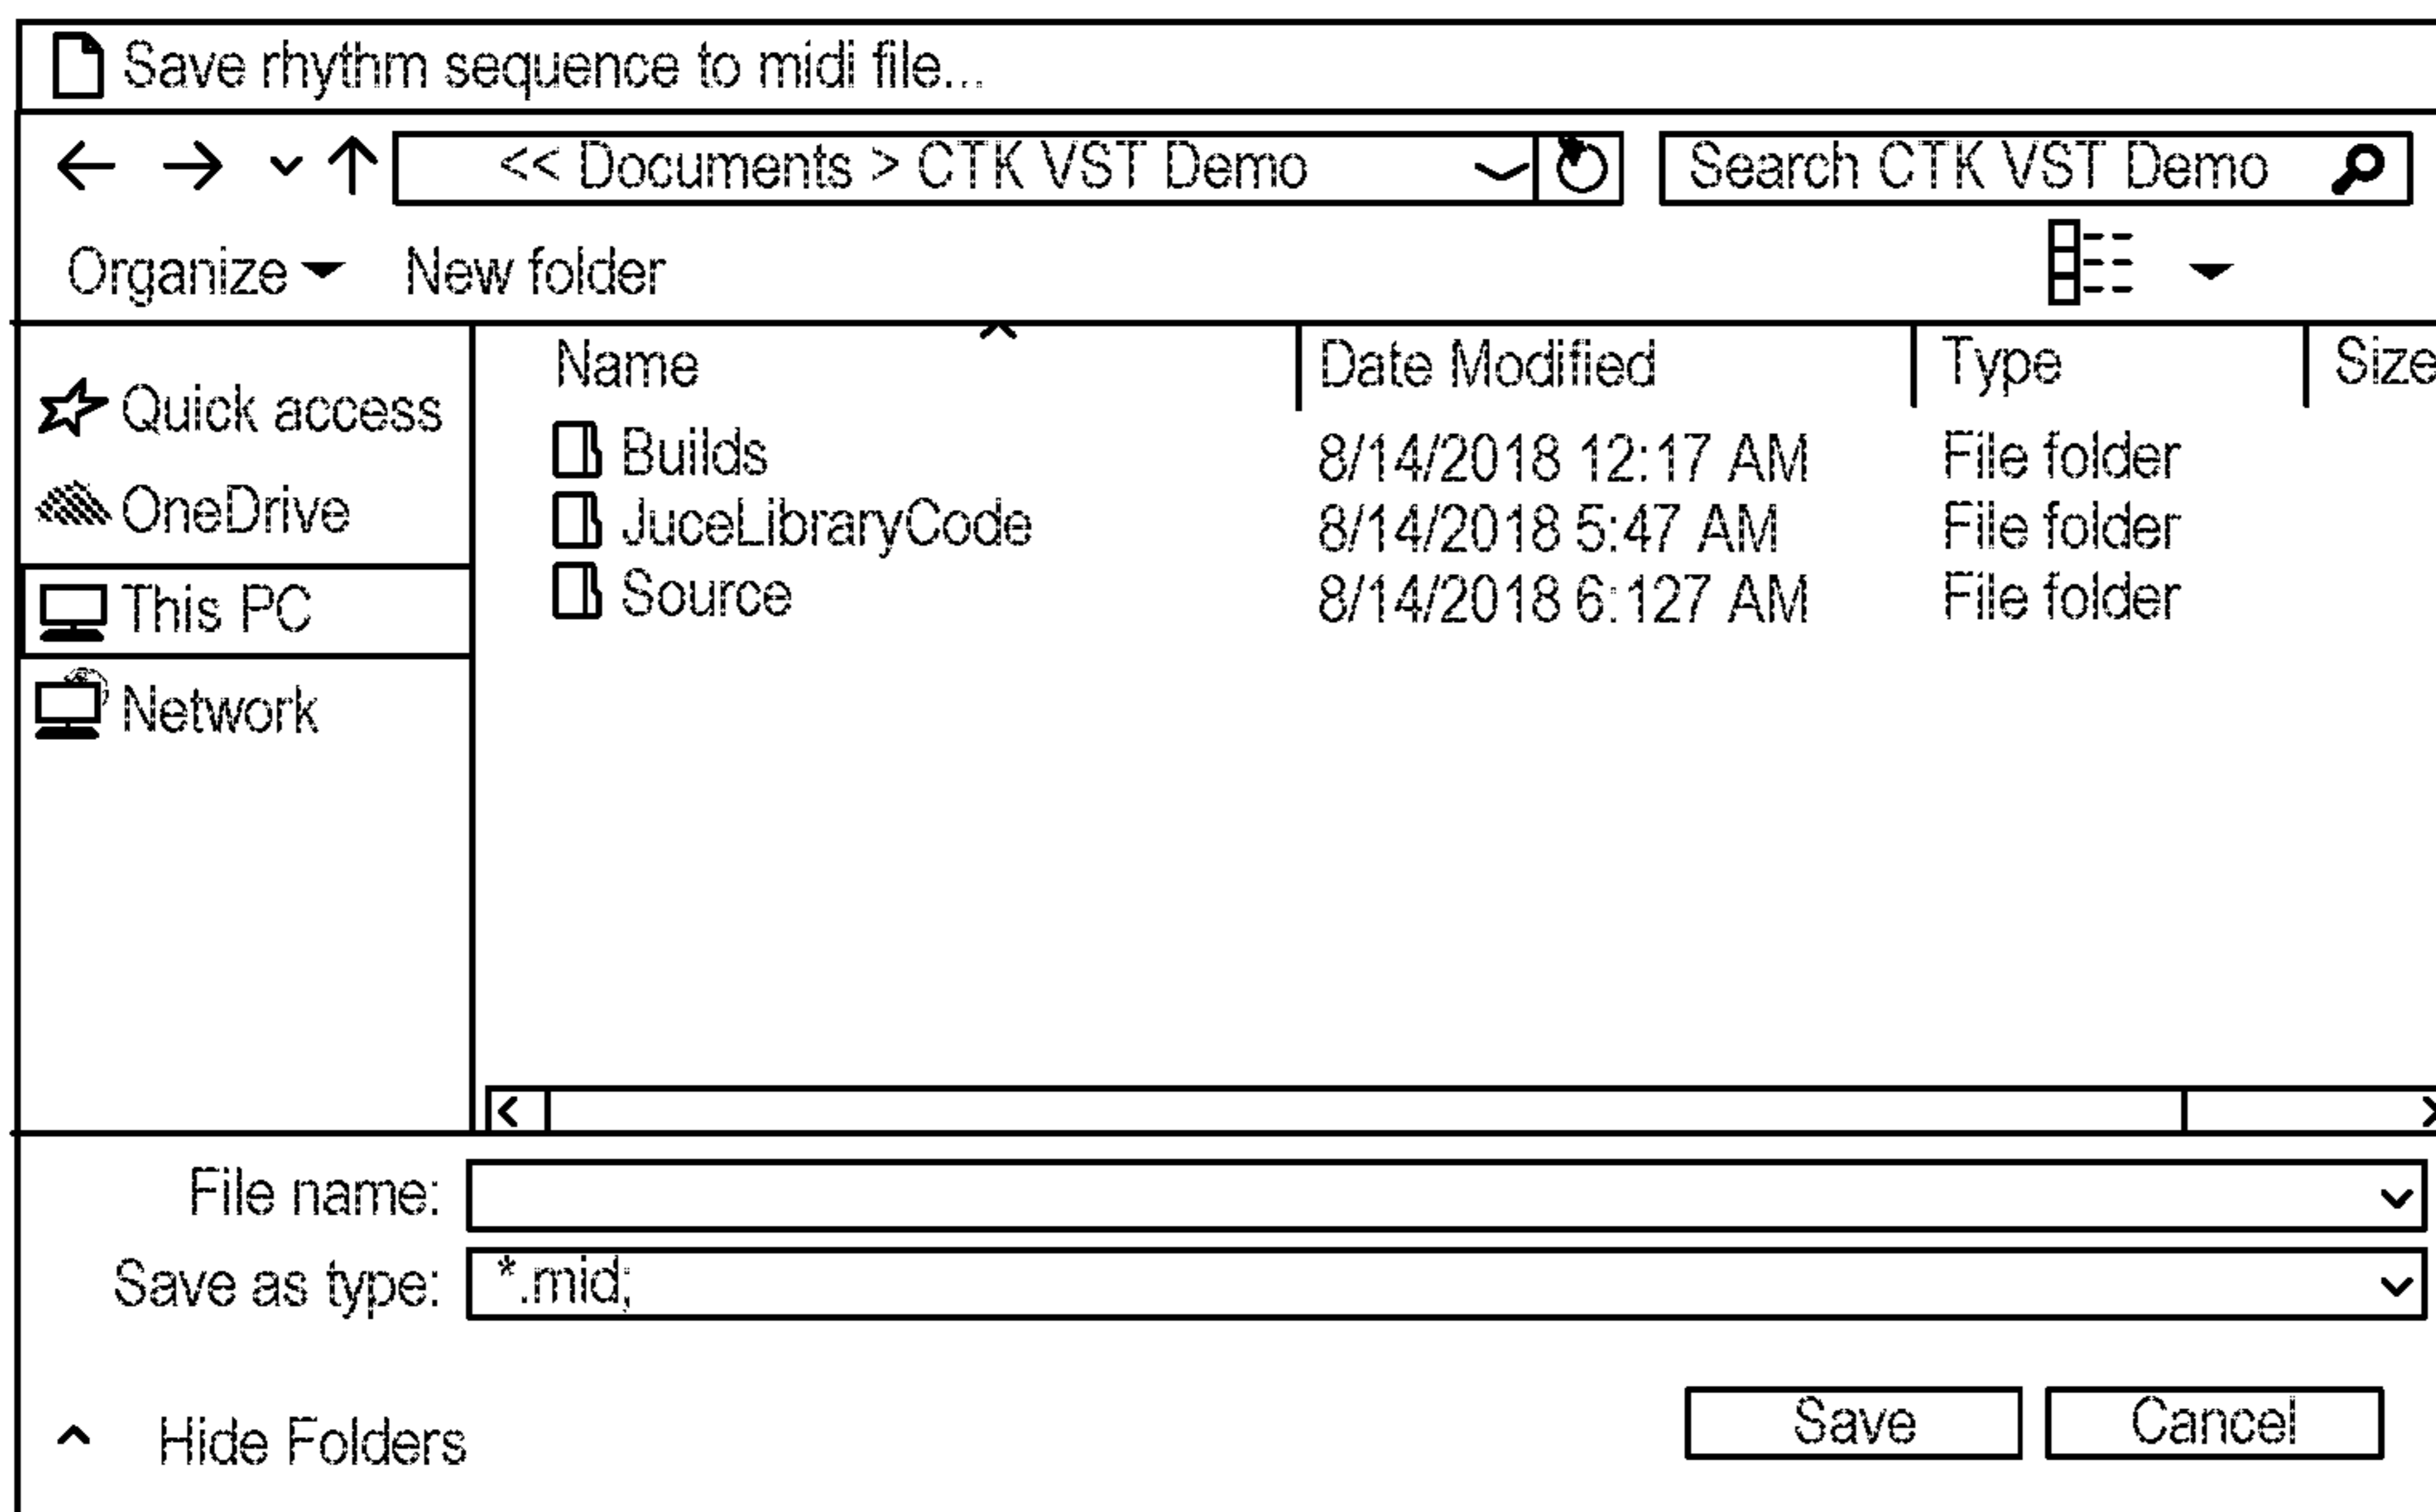 Save rhythm sequence to midi file...
<< Documents > CTK VST Demo Search CTK VST Demo
Organize New folder
Name Date Modified Type Size
Quick access
Builds 8/14/2018 12:17 AM File folder
OneDrive
JuceLibraryCode 8/14/2018 5:47 AM File folder
This PC
Source 8/14/2018 6:127 AM File folder
Network
File name:
Save as type: *.mid;
Hide Folders Save Cancel